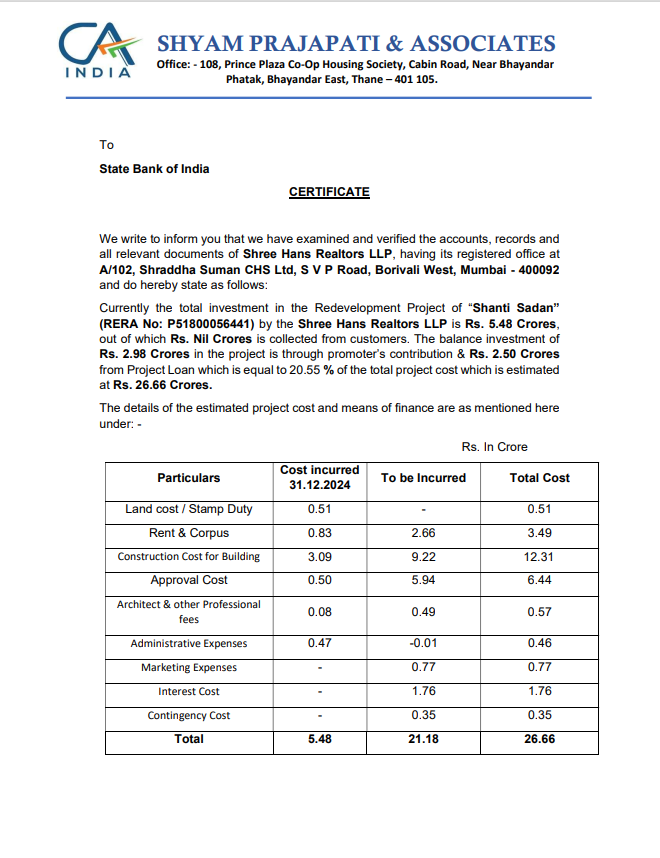 CA
INDIA
SHYAM PRAJAPATI & ASSOCIATES
Office: - 108, Prince Plaza Co-Op Housing Society, Cabin Road, Near Bhayandar
Phatak, Bhayandar East, Thane – 401 105.
To
State Bank of India
CERTIFICATE
We write to inform you that we have examined and verified the accounts, records and
all relevant documents of Shree Hans Realtors LLP, having its registered office at
A/102, Shraddha Suman CHS Ltd, S V P Road, Borivali West, Mumbai - 400092
and do hereby state as follows:
Currently the total investment in the Redevelopment Project of “Shanti Sadan”
(RERA No: P51800056441) by the Shree Hans Realtors LLP is Rs. 5.48 Crores,
out of which Rs. Nil Crores is collected from customers. The balance investment of
Rs. 2.98 Crores in the project is through promoter’s contribution & Rs. 2.50 Crores
from Project Loan which is equal to 20.55 % of the total project cost which is estimated
at Rs. 26.66 Crores.
The details of the estimated project cost and means of finance are as mentioned here
under: -
Rs. In Crore
Particulars Cost incurred 31.12.2024 To be Incurred Total Cost
Land cost / Stamp Duty 0.51 - 0.51
Rent & Corpus 0.83 2.66 3.49
Construction Cost for Building 3.09 9.22 12.31
Approval Cost 0.50 5.94 6.44
Architect & other Professional fees 0.08 0.49 0.57
Administrative Expenses 0.47 -0.01 0.46
Marketing Expenses - 0.77 0.77
Interest Cost - 1.76 1.76
Contingency Cost - 0.35 0.35
Total 5.48 21.18 26.66